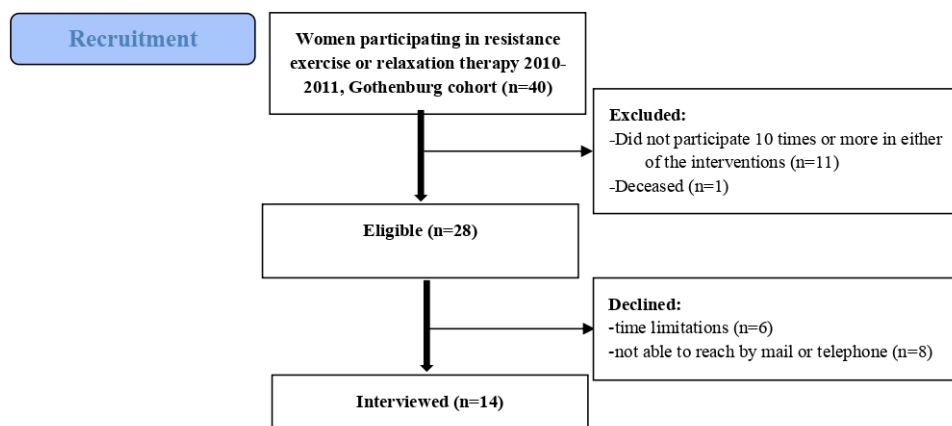 Recruitment
Women participating in resistance
exercise or relaxation therapy 2010-
2011, Gothenburg cohort (n=40)
Excluded:
-Did not participate 10 times or more in either
of the interventions (n=11)
-Deceased (n=1)
Eligible (n=28)
Declined:
-time limitations (n=6)
-not able to reach by mail or telephone (n=8)
Interviewed (n=14)